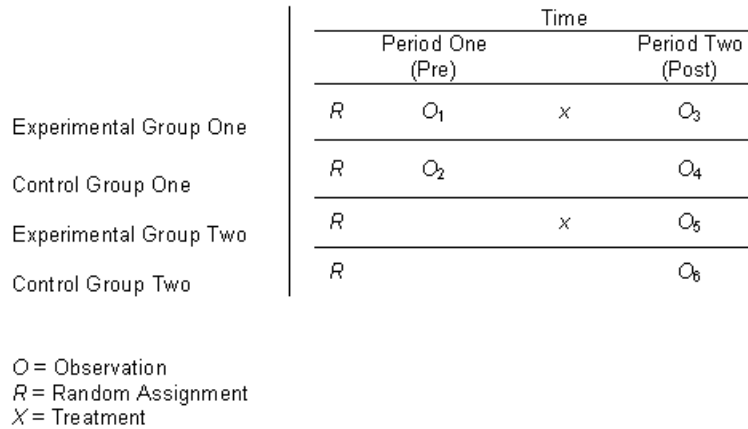 Time
Period One Period Two
(Pre) (Post)
Experimental Group One R O₁ x O₃
Control Group One R O₂ O₄
Experimental Group Two R x O₅
Control Group Two R O₆
O = Observation
R = Random Assignment
X = Treatment